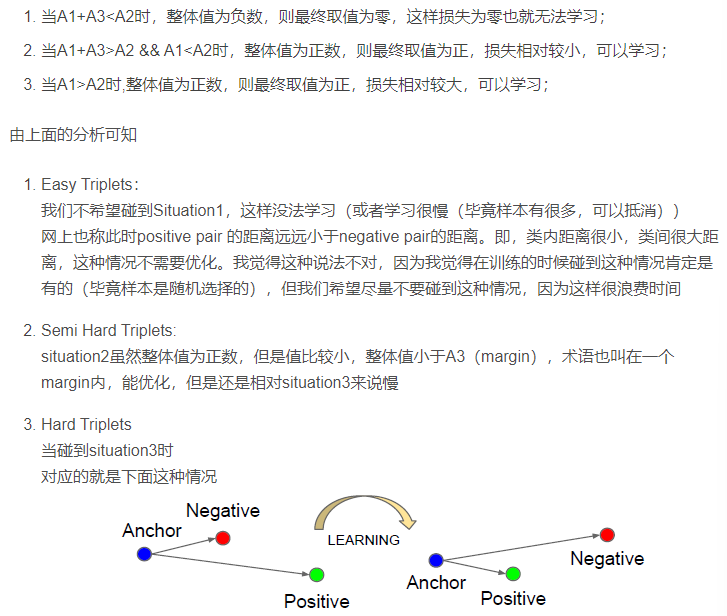 1. 当A1+A3<A2时，整体值为负数，则最终取值为零，这样损失为零也就无法学习；
2. 当A1+A3>A2 && A1<A2时，整体值为正数，则最终取值为正，损失相对较小，可以学习；
3. 当A1>A2时,整体值为正数，则最终取值为正，损失相对较大，可以学习；
由上面的分析可知
1. Easy Triplets：
我们不希望碰到Situation1，这样没法学习（或者学习很慢（毕竟样本有很多，可以抵消））
网上也称此时positive pair 的距离远远小于negative pair的距离。即，类内距离很小，类间很大距
离，这种情况不需要优化。我觉得这种说法不对，因为我觉得在训练的时候碰到这种情况肯定是
有的（毕竟样本是随机选择的），但我们希望尽量不要碰到这种情况，因为这样很浪费时间
2. Semi Hard Triplets:
situation2虽然整体值为正数，但是值比较小，整体值小于A3（margin），术语也叫在一个
margin内，能优化，但是还是相对situation3来说慢
3. Hard Triplets
当碰到situation3时
对应的就是下面这种情况
Negative
Anchor
LEARNING
Negative
Anchor
Positive
Positive